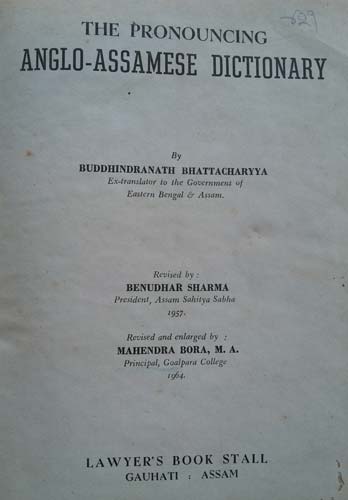 THE PRONOUNCING
ANGLO-ASSAMESE DICTIONARY
By
BUDDHINDRANATH BHATTACHARYYA
Ex-translator to the Government of
Eastern Bengal & Assam.
Revised by :
BENUDHAR SHARMA
President, Assam Sahitya Sabha
1957.
Revised and enlarged by :
MAHENDRA BORA, M. A.
Principal, Goalpara College
1964.
LAWYER'S BOOK STALL
GAUHATI : ASSAM